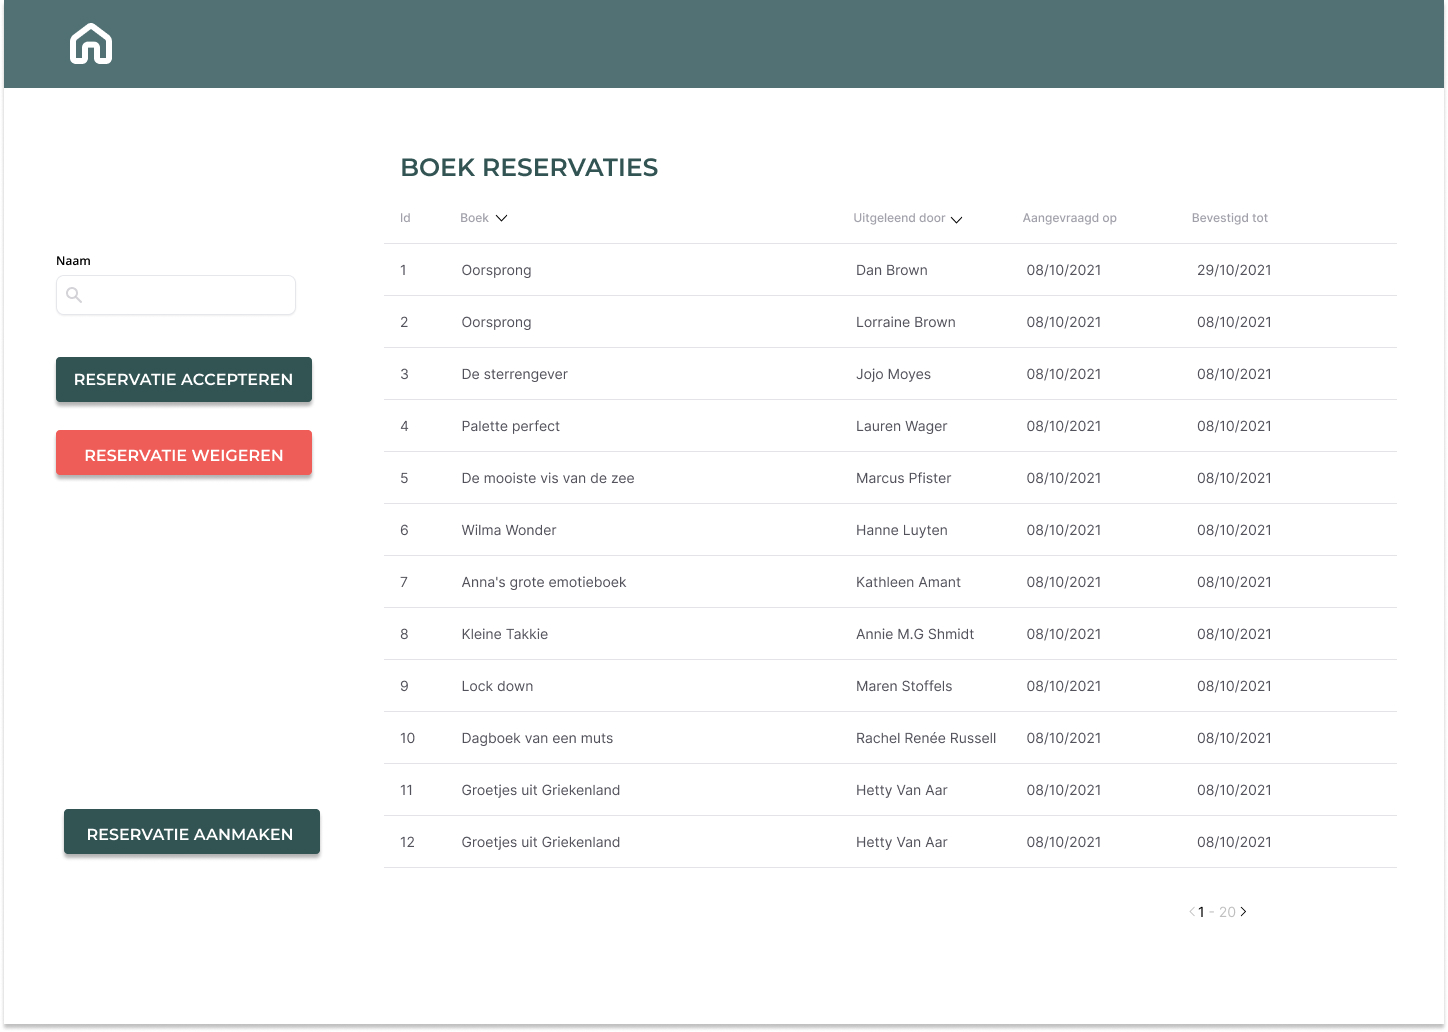 BOEK RESERVATIES
Id Boek Uitgeleend door Aangevraagd op Bevestigd tot
Naam
1 Oorsprong Dan Brown 08/10/2021 29/10/2021
2 Oorsprong Lorraine Brown 08/10/2021 08/10/2021
3 De sterrengever Jojo Moyes 08/10/2021 08/10/2021
RESERVATIE ACCEPTEREN
4 Palette perfect Lauren Wager 08/10/2021 08/10/2021
RESERVATIE WEIGEREN
5 De mooiste vis van de zee Marcus Pfister 08/10/2021 08/10/2021
6 Wilma Wonder Hanne Luyten 08/10/2021 08/10/2021
7 Anna's grote emotieboek Kathleen Amant 08/10/2021 08/10/2021
8 Kleine Takkie Annie M.G Shmidt 08/10/2021 08/10/2021
9 Lock down Maren Stoffels 08/10/2021 08/10/2021
10 Dagboek van een muts Rachel Renée Russell 08/10/2021 08/10/2021
11 Groetjes uit Griekenland Hetty Van Aar 08/10/2021 08/10/2021
RESERVATIE AANMAKEN
12 Groetjes uit Griekenland Hetty Van Aar 08/10/2021 08/10/2021
1 - 20